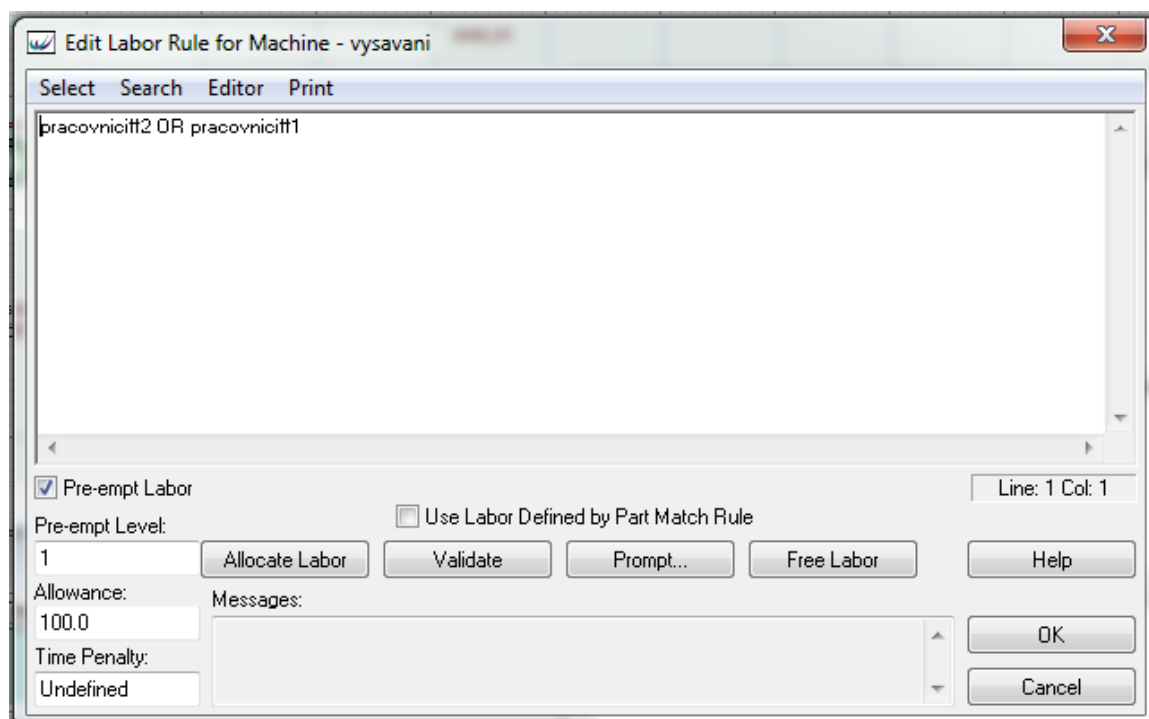 Edit Labor Rule for Machine - vysavani
Select Search Editor Print
pracovnicitt2 OR pracovnicitt1
Pre-empt Labor
Line: 1 Col: 1
Use Labor Defined by Part Match Rule
Pre-empt Level:
1
Allocate Labor Validate Prompt... Free Labor Help
Allowance:
Messages:
100.0
OK
Time Penalty:
Undefined
Cancel